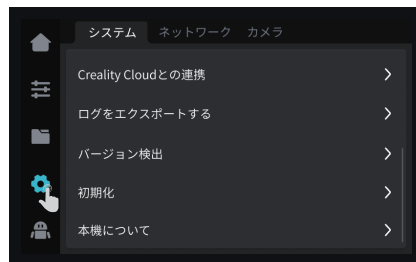 システム ネットワーク カメラ
Creality Cloudとの連携
ログをエクスポートする
バージョン検出
初期化
本機について